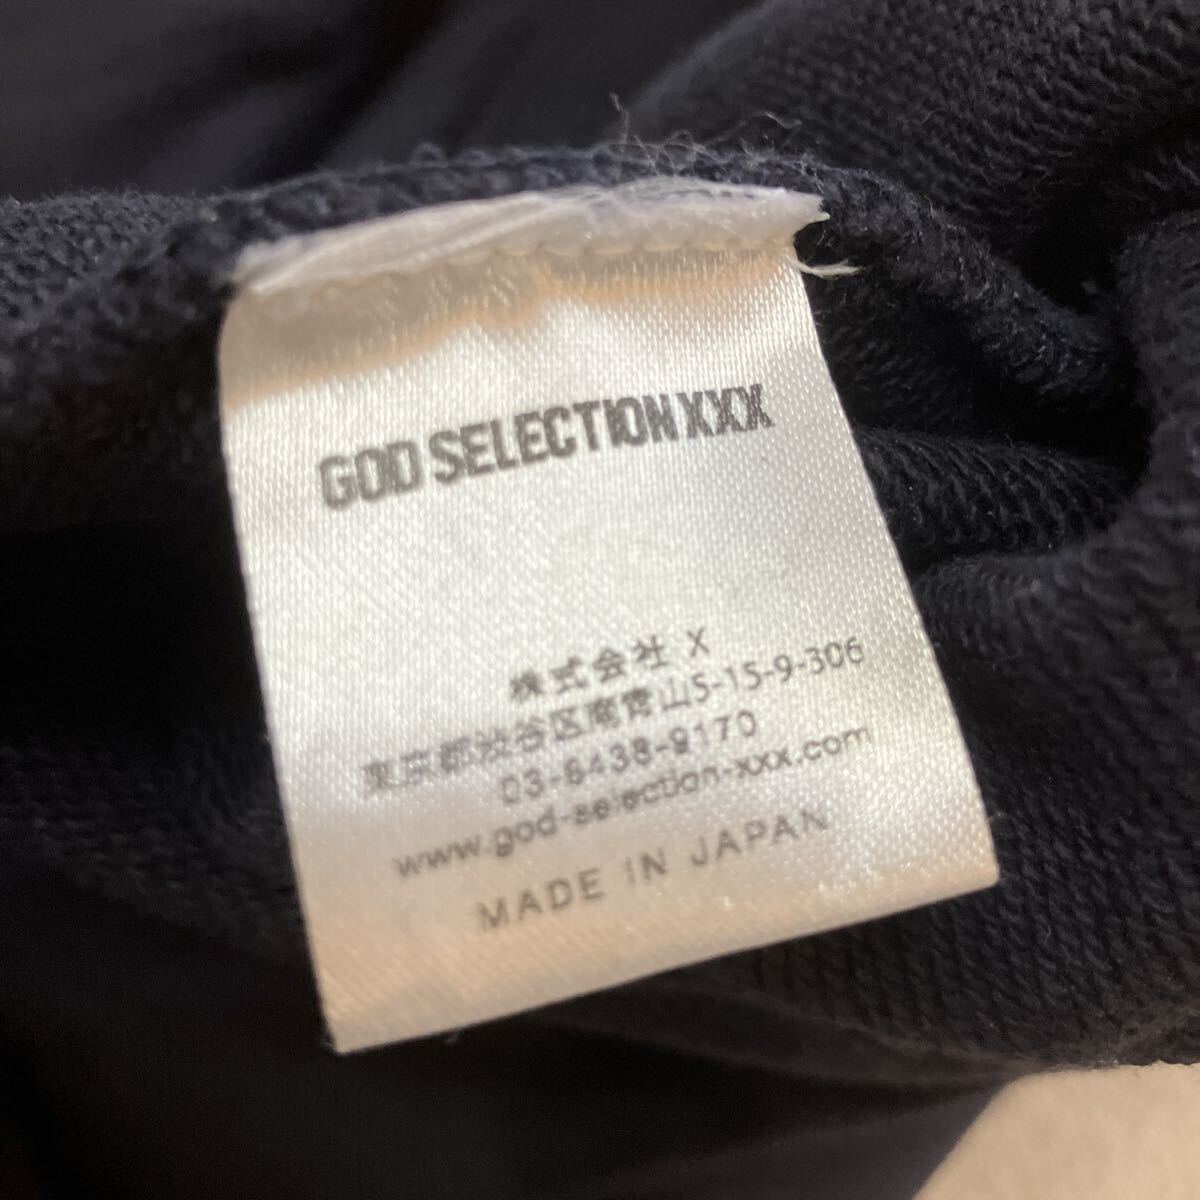 GOD SELECTION XXX
株式会社 X
東京都渋谷区南青山5-15-9-306
03-6438-9170
www.god-selection-xxx.com
MADE IN JAPAN